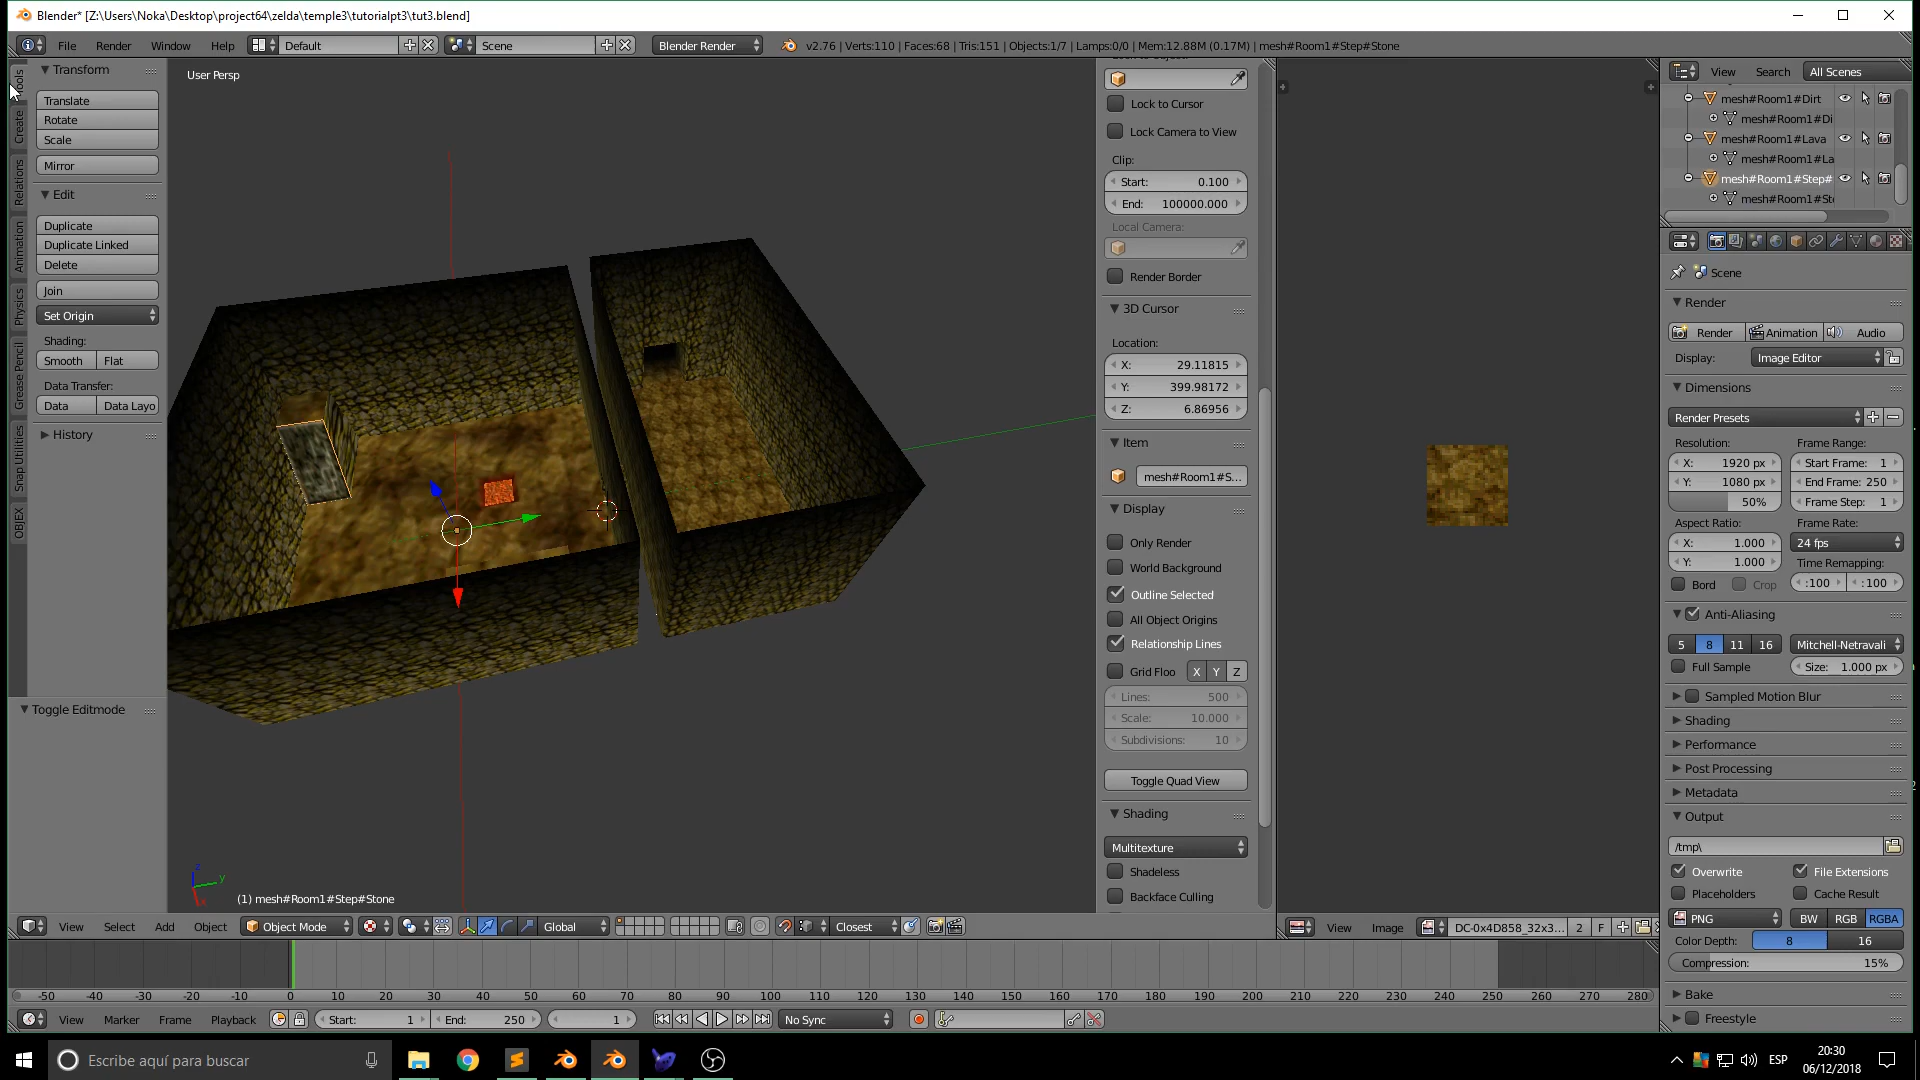 Blender* [Z:\Users\Noka\Desktop\project64\zelda\temple3\tutorialpt3\tut3.blend]
File Render Window Help Default Scene Blender Render v2.76 | Verts:110 | Faces:68 | Tris:151 | Objects:1/7 | Lamps:0/0 | Mem:12.88M (0.17M) | mesh#Room1#Step#Stone
Create
Relations
Animation
Physics
Grease Pencil
Snap Utilities
OBJEX
Transform
Translate
Rotate
Scale
Mirror
Edit
Duplicate
Duplicate Linked
Delete
Join
Set Origin
Shading:
Smooth Flat
Data Transfer:
Data Data Layo
History
Toggle Editmode
User Persp
z
y
x
(1) mesh#Room1#Step#Stone
Lock to Cursor
Lock Camera to View
Clip:
Start: 0.100
End: 100000.000
Local Camera:
Render Border
3D Cursor
Location:
X: 29.11815
Y: 399.98172
Z: 6.86956
Item
mesh#Room1#S...
Display
Only Render
World Background
Outline Selected
All Object Origins
Relationship Lines
Grid Floo X Y Z
Lines: 500
Scale: 10.000
Subdivisions: 10
Toggle Quad View
Shading
Multitexture
Shadeless
Backface Culling
View Search All Scenes
mesh#Room1#Dirt
mesh#Room1#Di
mesh#Room1#Lava
mesh#Room1#La
mesh#Room1#Step#
mesh#Room1#Ste
Scene
Render
Render Animation Audio
Display: Image Editor
Dimensions
Render Presets
Resolution: Frame Range:
X: 1920 px Start Frame: 1
Y: 1080 px End Frame: 250
50% Frame Step: 1
Aspect Ratio: Frame Rate:
X: 1.000 24 fps
Y: 1.000 Time Remapping:
Bord Crop :100 :100
Anti-Aliasing
5 8 11 16 Mitchell-Netravali
Full Sample Size: 1.000 px
Sampled Motion Blur
Shading
Performance
Post Processing
Metadata
Output
/tmp\
Overwrite File Extensions
Placeholders Cache Result
PNG BW RGB RGBA
Color Depth: 8 16
Compression: 15%
Bake
Freestyle
View Select Add Object Object Mode Global Closest
View Image DC-0x4D858_32x3... 2 F
-50 -40 -30 -20 -10 0 10 20 30 40 50 60 70 80 90 100 110 120 130 140 150 160 170 180 190 200 210 220 230 240 250 260 270 280
View Marker Frame Playback Start: 1 End: 250 1 No Sync
Escribe aquí para buscar
ESP
20:30
06/12/2018